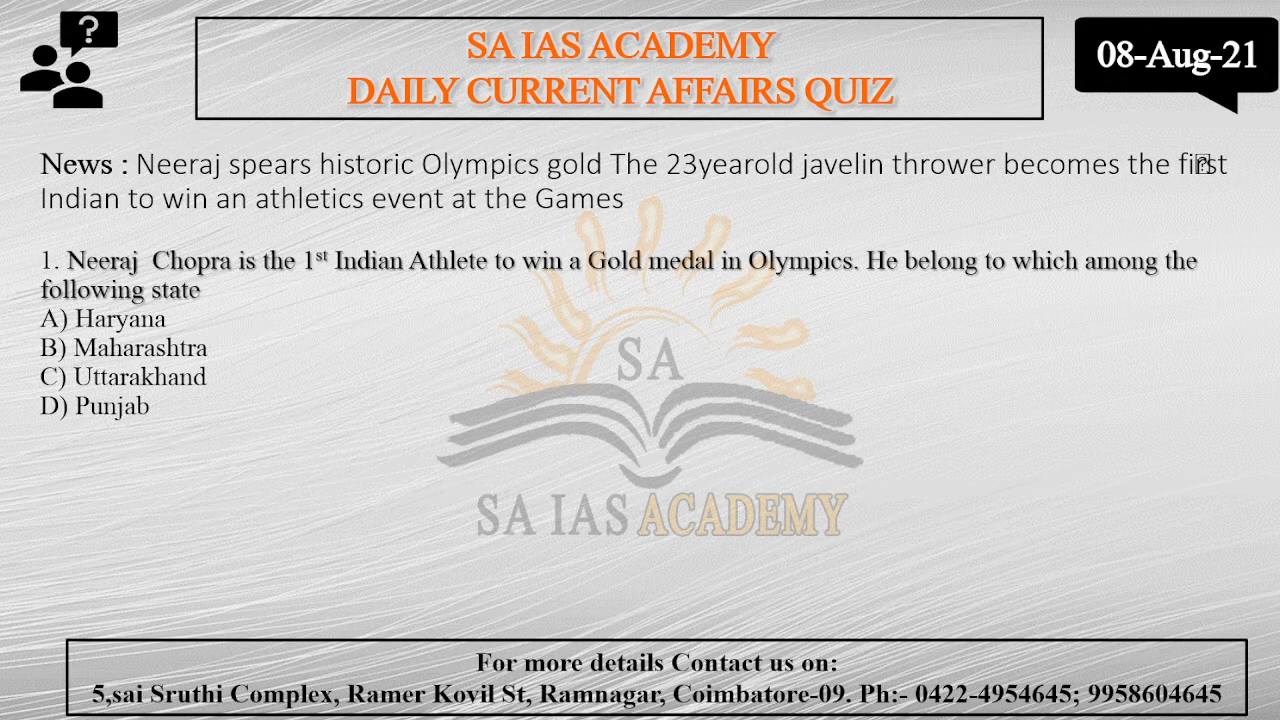 ?
SA IAS ACADEMY
DAILY CURRENT AFFAIRS QUIZ
08-Aug-21
News : Neeraj spears historic Olympics gold The 23yearold javelin thrower becomes the first
Indian to win an athletics event at the Games
1. Neeraj Chopra is the 1st Indian Athlete to win a Gold medal in Olympics. He belong to which among the
following state
A) Haryana
B) Maharashtra
C) Uttarakhand
D) Punjab
SA
SA IAS ACADEMY
For more details Contact us on:
5,sai Sruthi Complex, Ramer Kovil St, Ramnagar, Coimbatore-09. Ph:- 0422-4954645; 9958604645